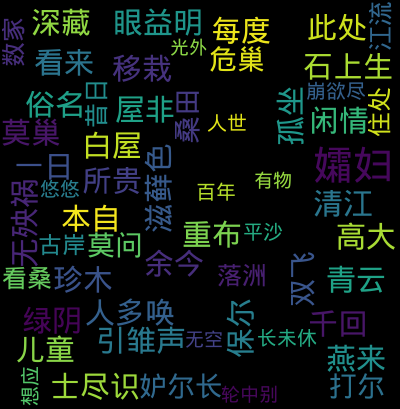 深藏
眼益明
每度
此处
江流
数家
光外
危巢
看来
移栽
石上生
崩欲尽
俗名
昔日
屋非
桑田
人世
孤坐
闲情
住处
莫巢
白屋
一日
滋藓色
孀妇
悠悠
所贵
百年
有物
无殃祸
本自
清江
重布
平沙
高大
古岸
莫问
余今
双飞
看桑
珍木
落洲
青云
绿阴
人多唤
保尔
千回
引雏声
无空
长未休
儿童
燕来
想应
士尽识
妒尔长
轮中别
打尔